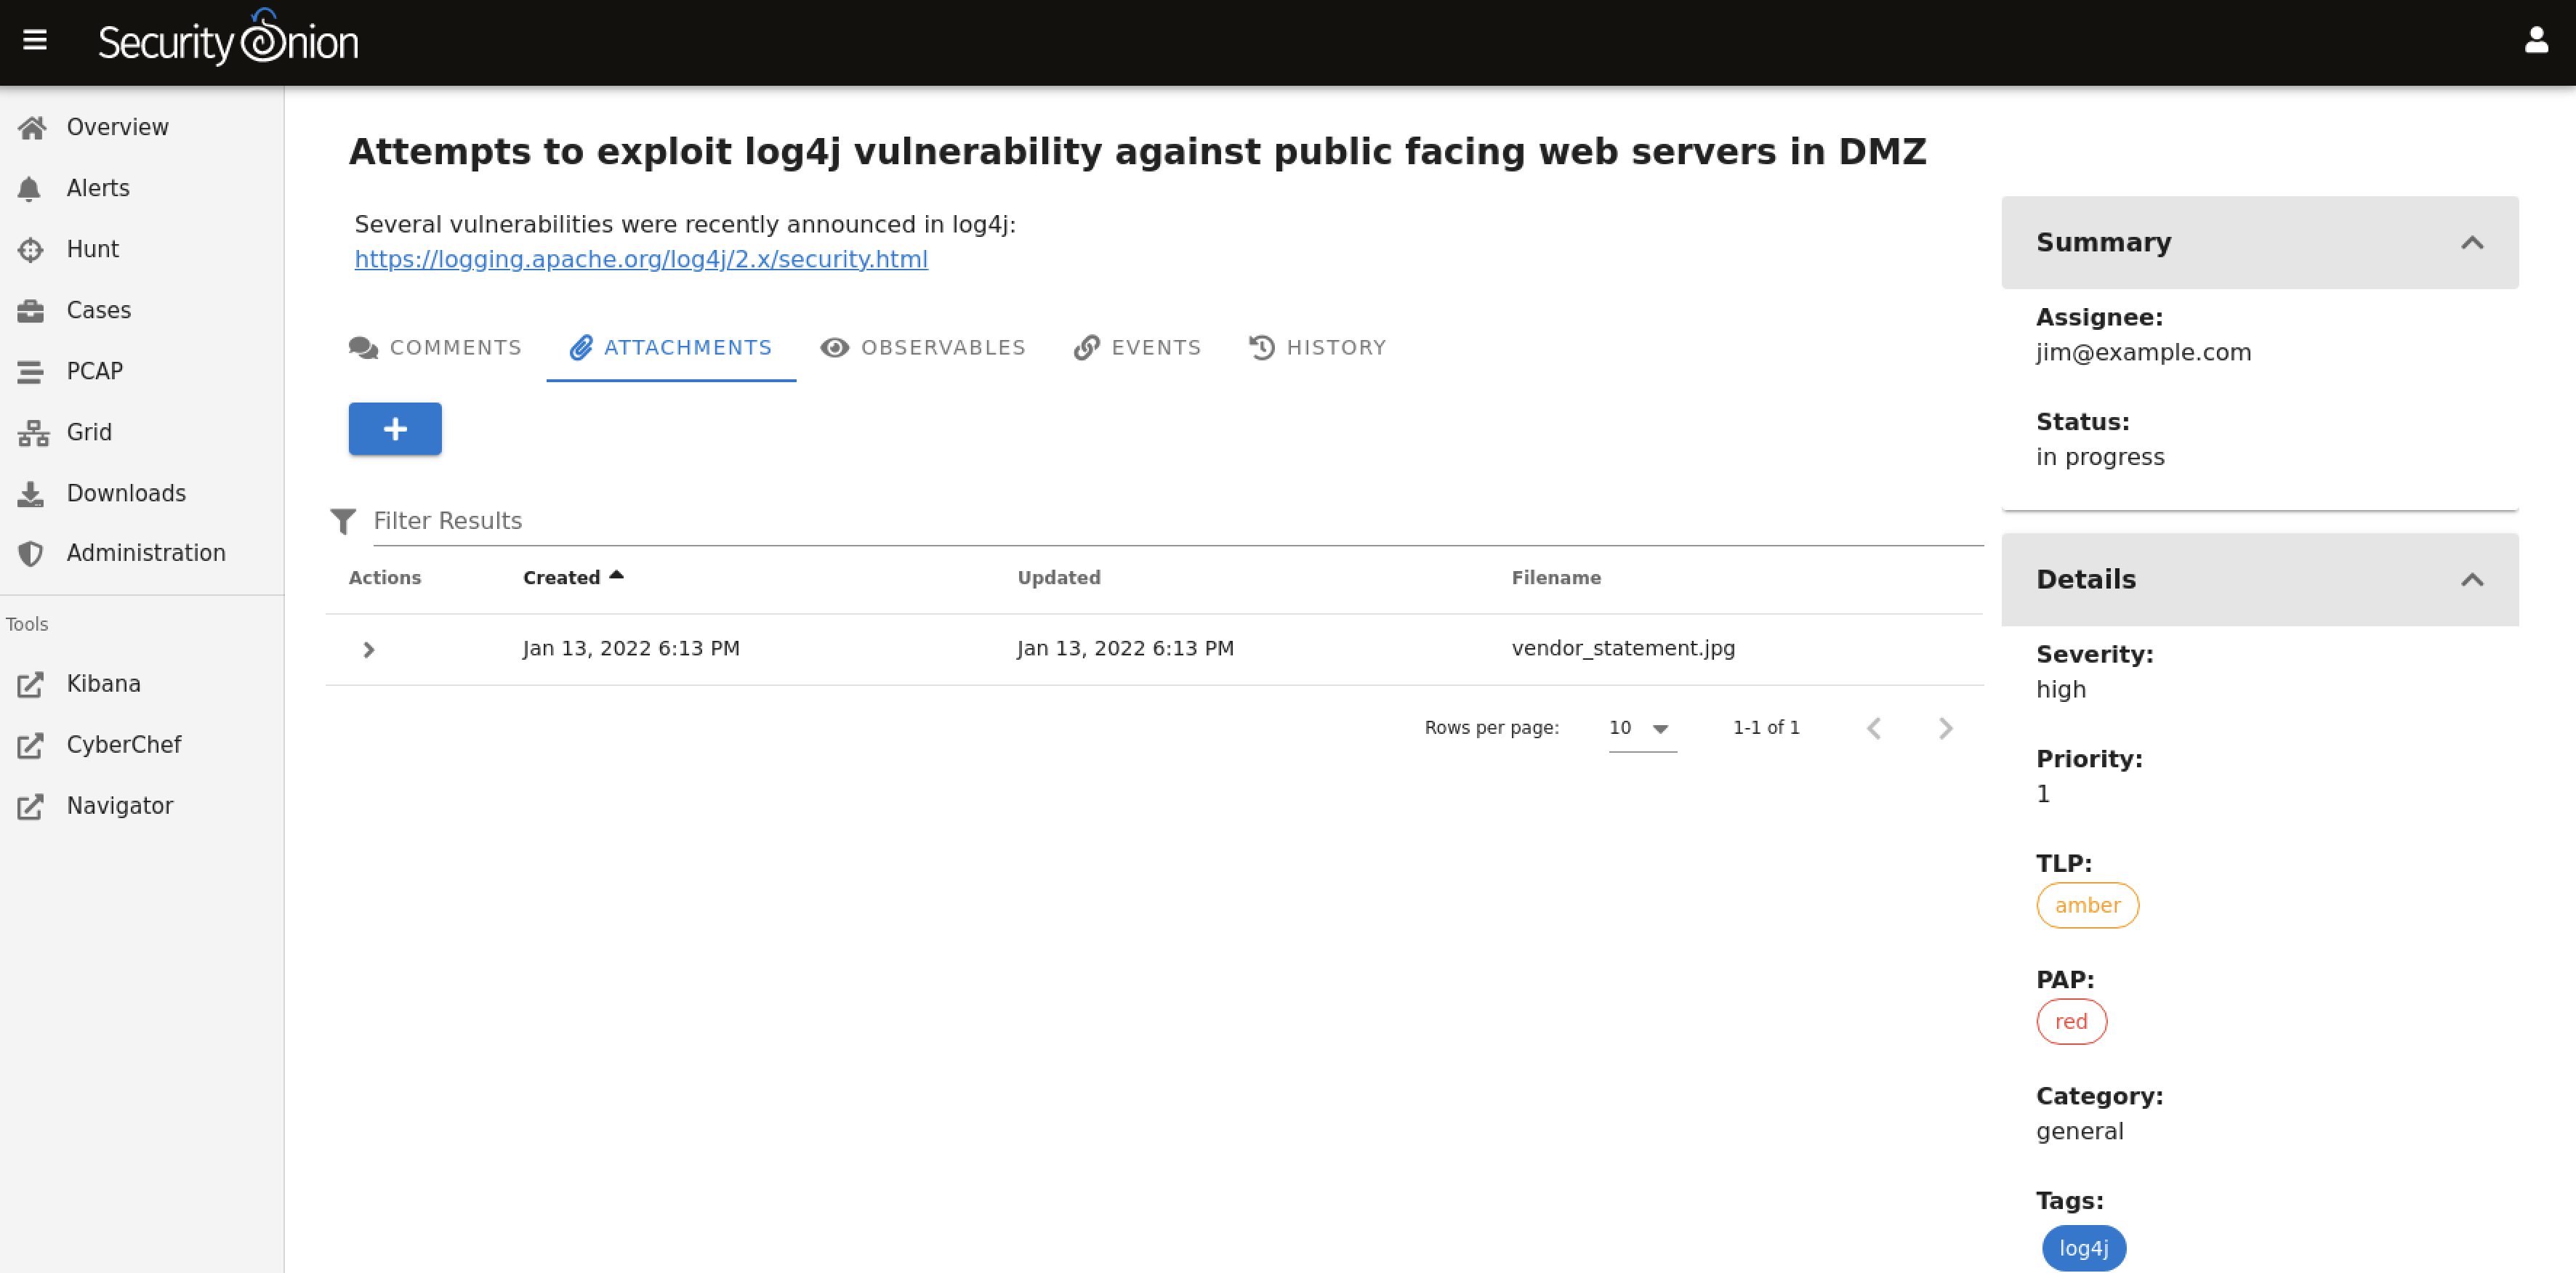 Security Onion
Overview
Alerts
Hunt
Cases
PCAP
Grid
Downloads
Administration
Tools
Kibana
CyberChef
Navigator
Attempts to exploit log4j vulnerability against public facing web servers in DMZ
Several vulnerabilities were recently announced in log4j:
https://logging.apache.org/log4j/2.x/security.html
COMMENTS ATTACHMENTS OBSERVABLES EVENTS HISTORY
+
Filter Results
Actions Created Updated Filename
Jan 13, 2022 6:13 PM Jan 13, 2022 6:13 PM vendor_statement.jpg
Rows per page: 10 1-1 of 1
Summary
Assignee:
jim@example.com
Status:
in progress
Details
Severity:
high
Priority:
1
TLP:
amber
PAP:
red
Category:
general
Tags:
log4j